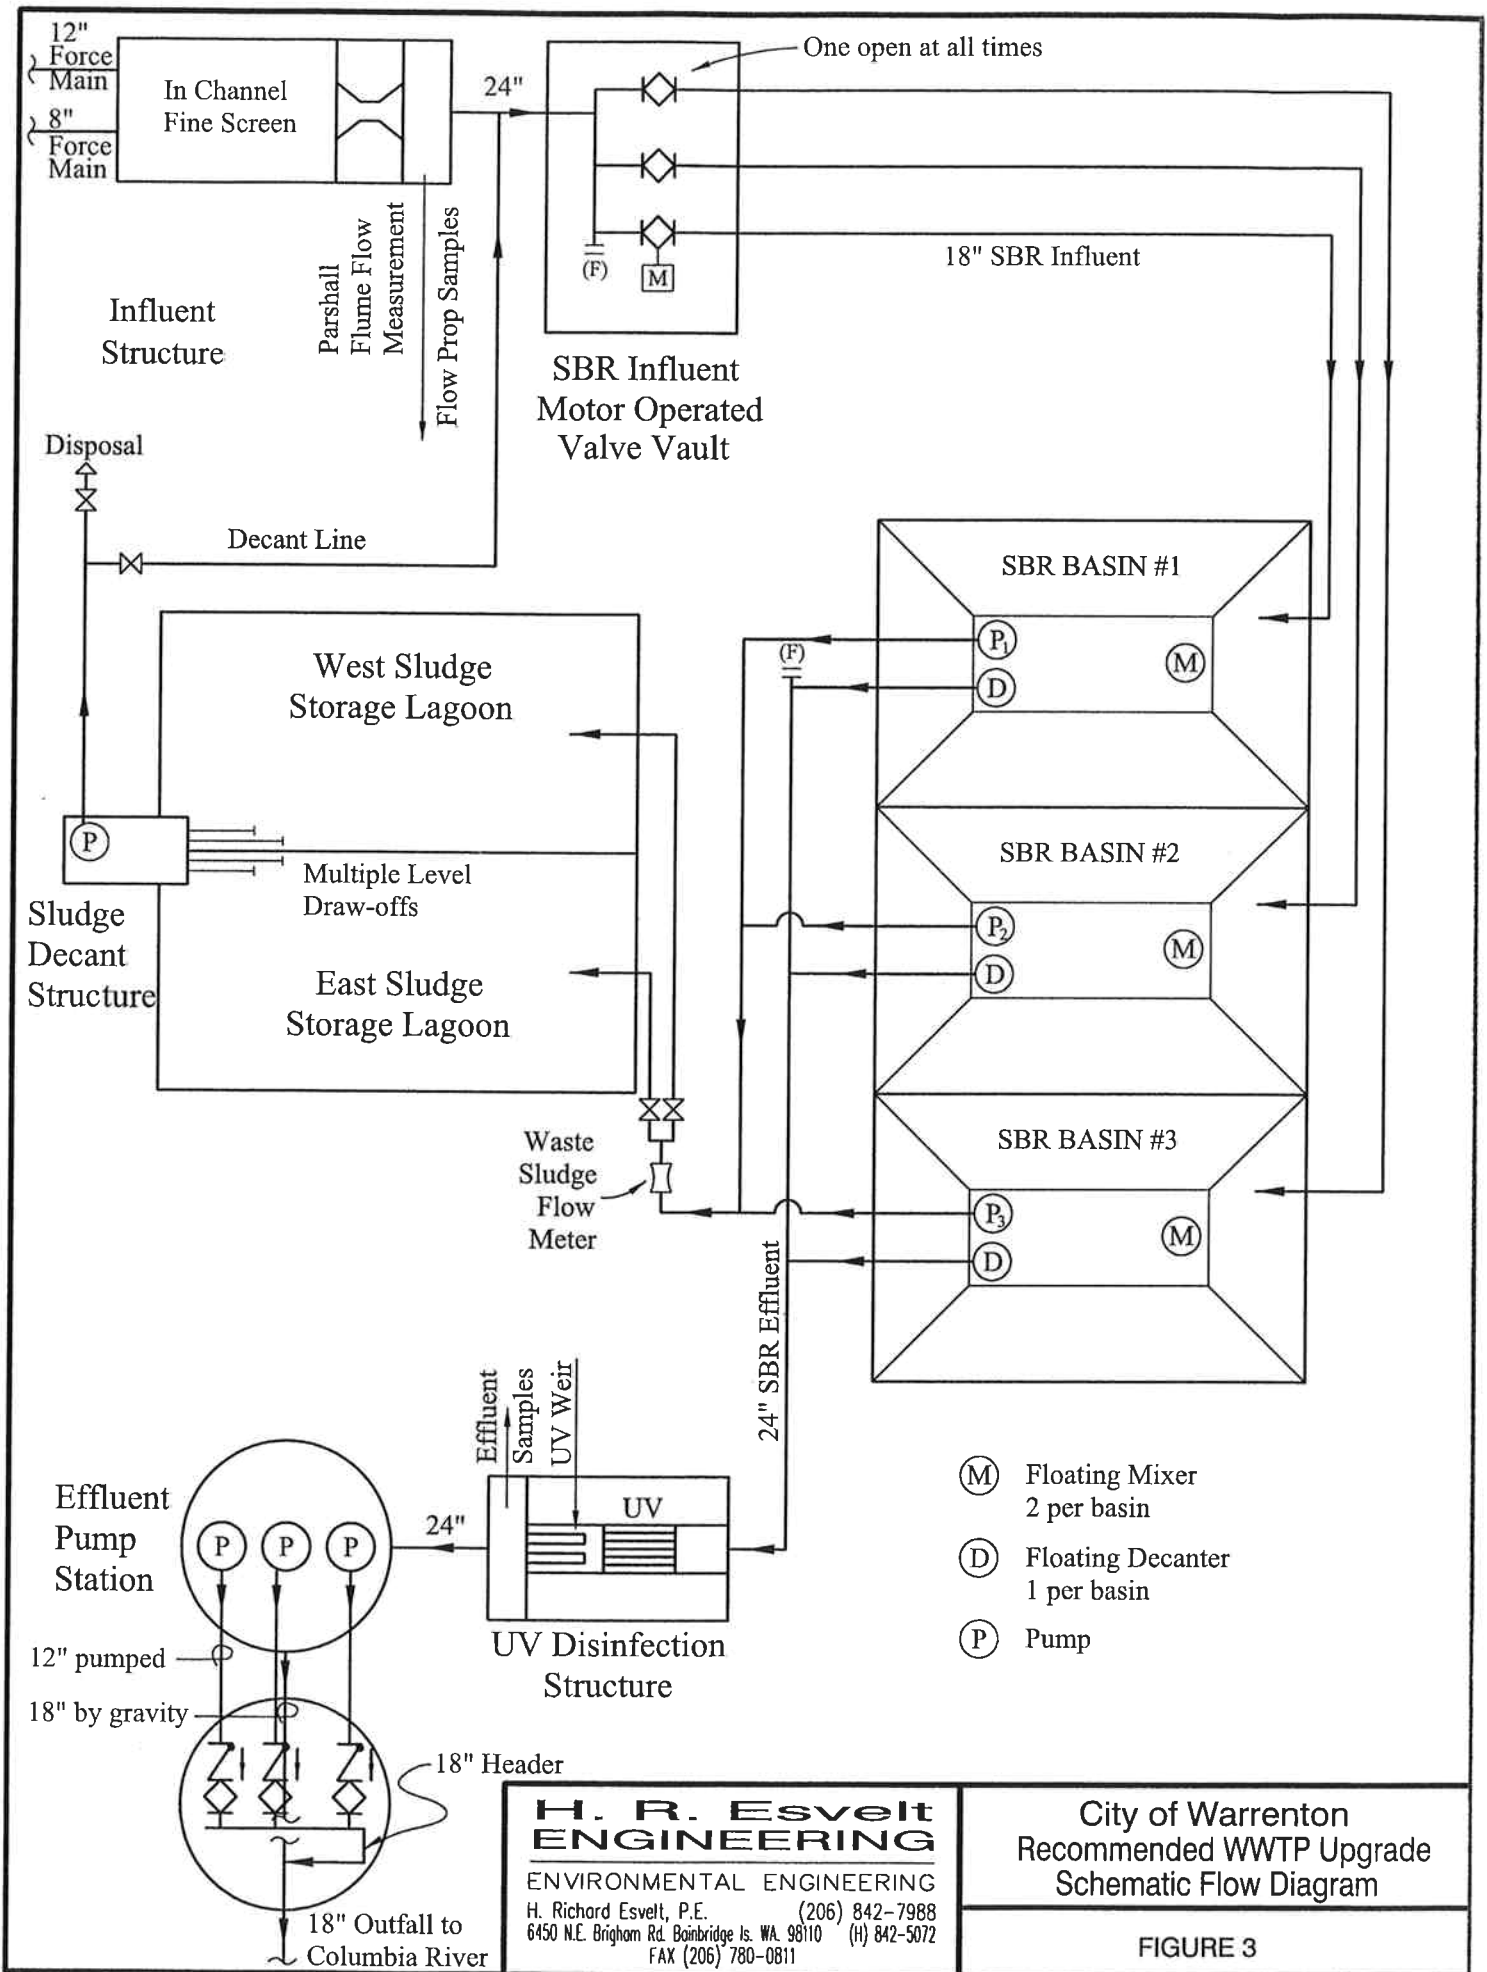 12"
Force
Main
8"
Force
Main
In Channel
Fine Screen
24"
One open at all times
(F)
M
18" SBR Influent
Influent
Structure
Parshall
Flume Flow
Measurement
Flow Prop Samples
SBR Influent
Motor Operated
Valve Vault
Disposal
Decant Line
West Sludge
Storage Lagoon
P
Multiple Level
Draw-offs
Sludge
Decant
Structure
East Sludge
Storage Lagoon
SBR BASIN #1
P1
D
M
(F)
SBR BASIN #2
P2
D
M
SBR BASIN #3
P3
D
M
Waste
Sludge
Flow
Meter
24" SBR Effluent
Effluent
Samples
UV Weir
UV
24"
UV Disinfection
Structure
Effluent
Pump
Station
P
P
P
12" pumped
18" by gravity
18" Header
18" Outfall to
Columbia River
M Floating Mixer
2 per basin
D Floating Decanter
1 per basin
P Pump
H. R. Esvelt
ENGINEERING
ENVIRONMENTAL ENGINEERING
H. Richard Esvelt, P.E. (206) 842-7988
6450 N.E. Brighom Rd. Bainbridge Is. WA. 98110 (H) 842-5072
FAX (206) 780-0811
City of Warrenton
Recommended WWTP Upgrade
Schematic Flow Diagram
FIGURE 3